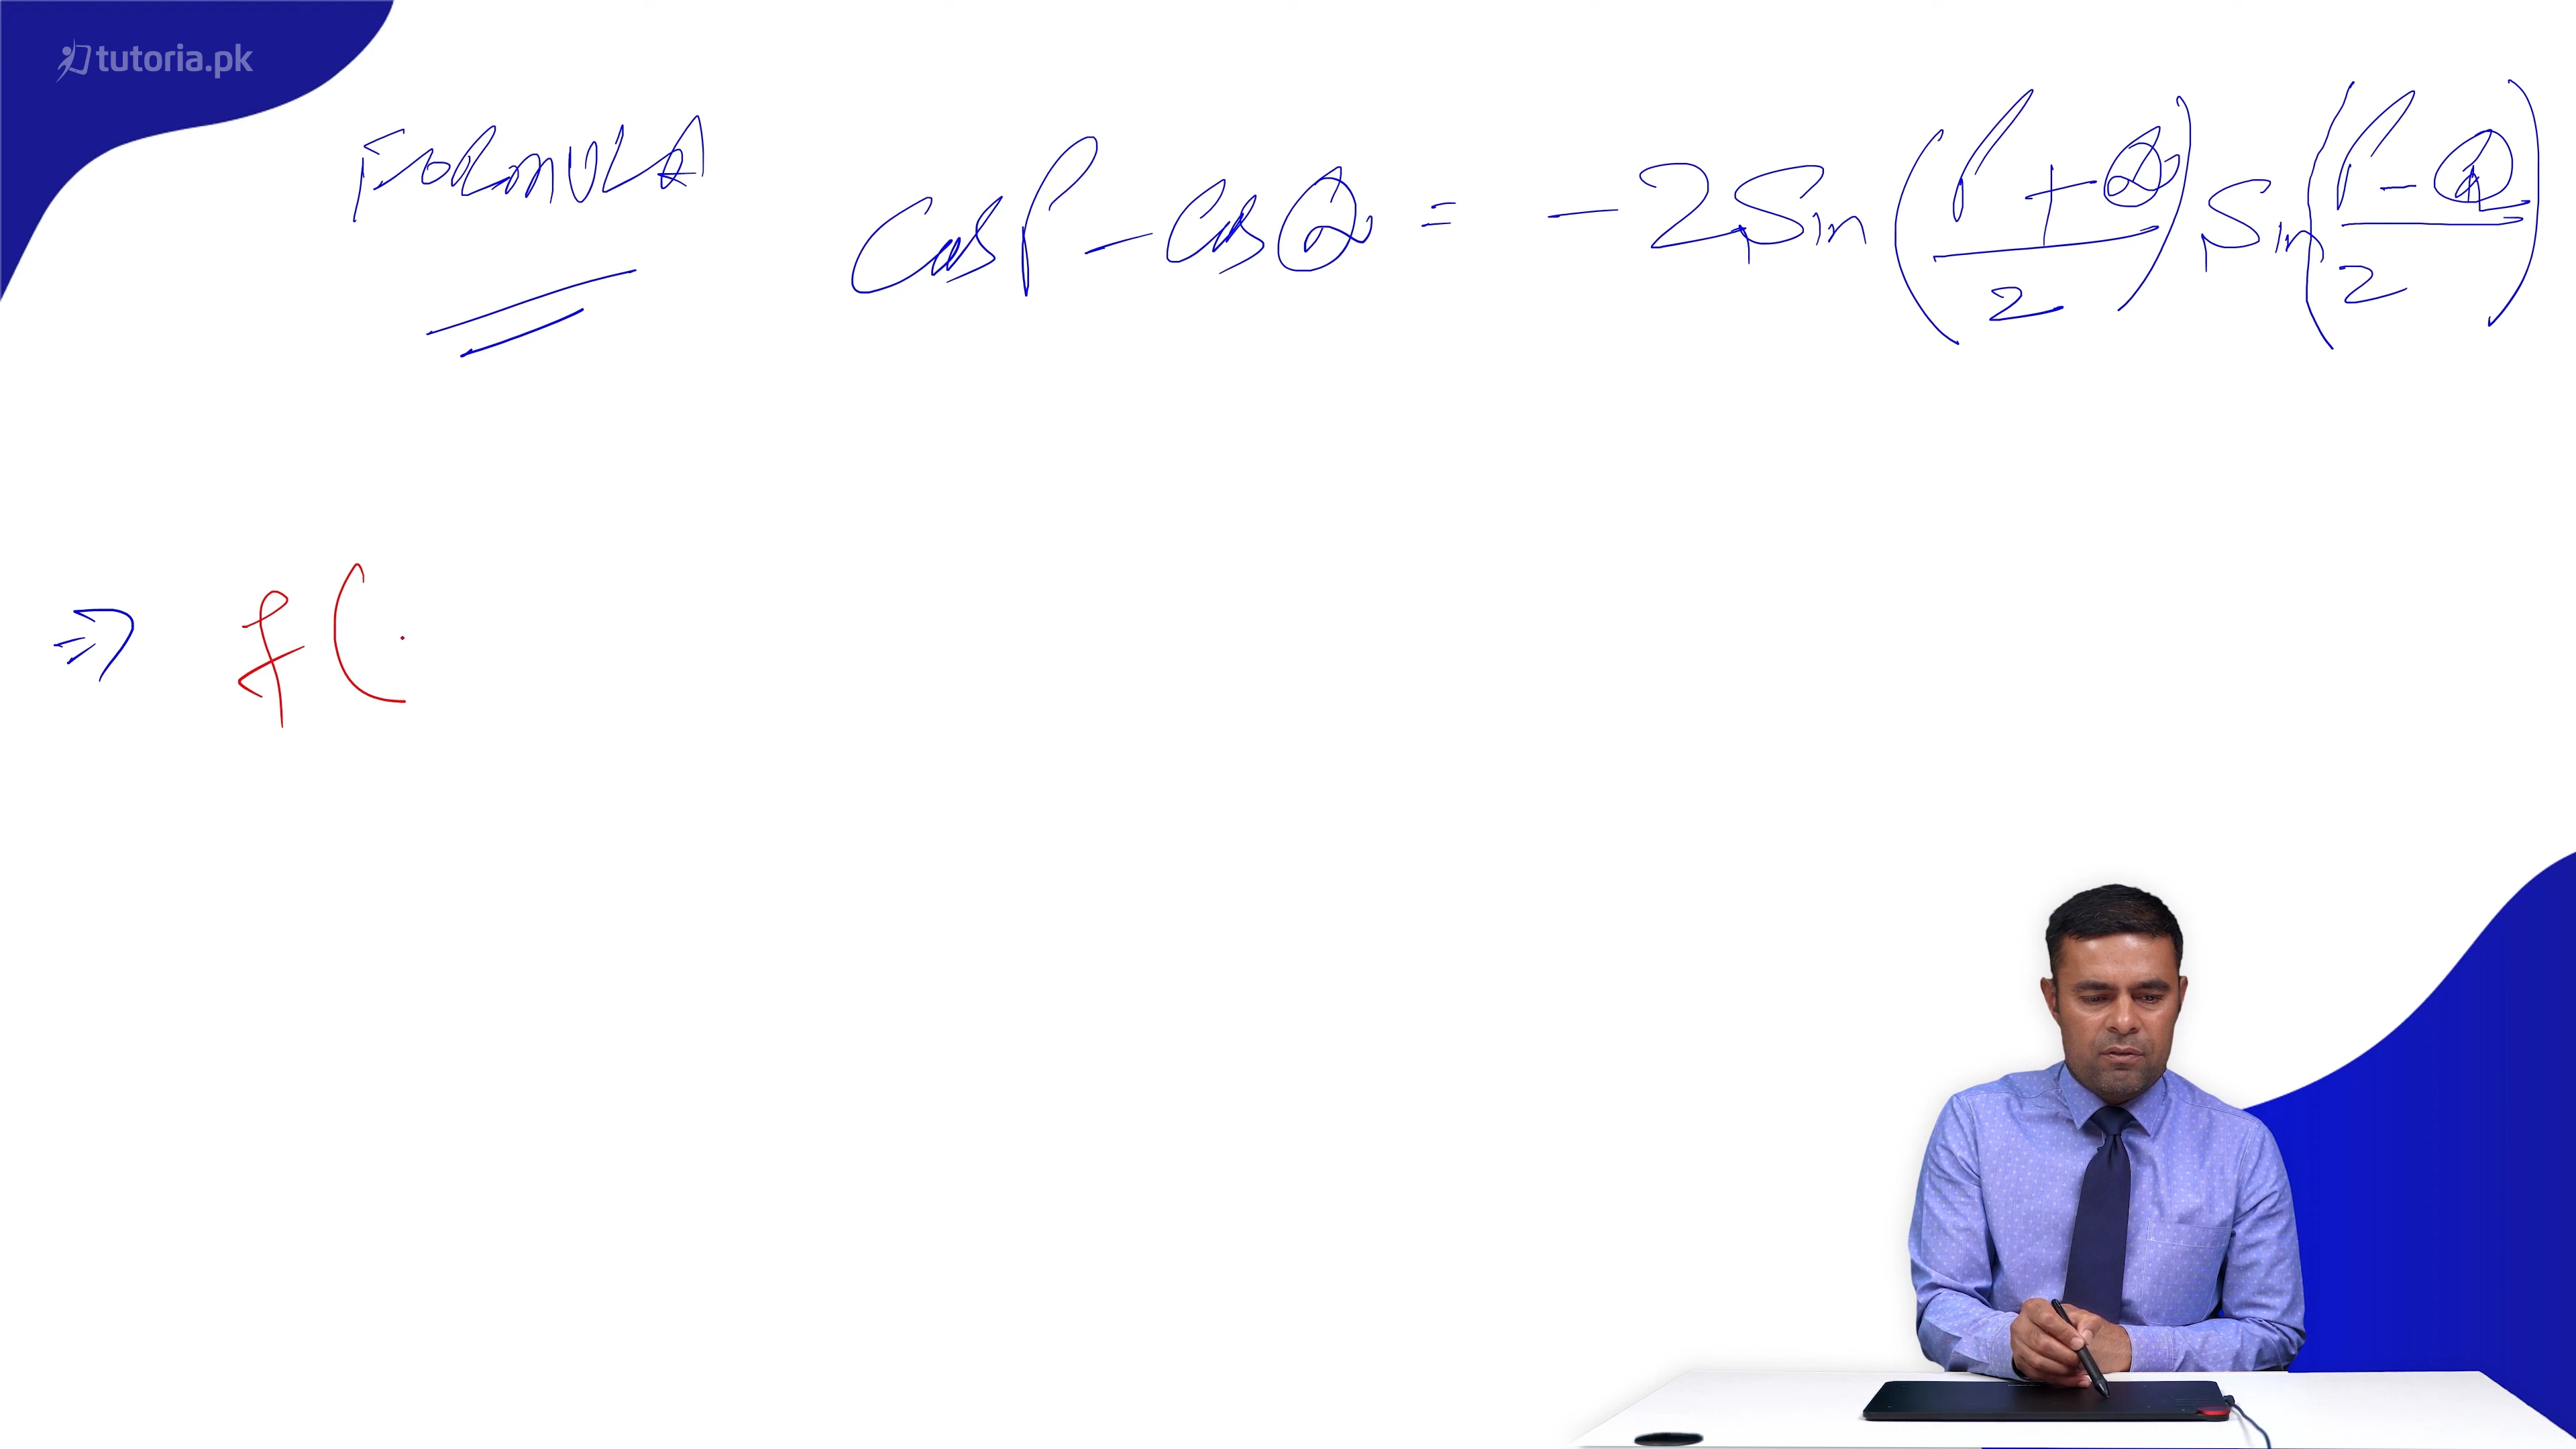 tutoria.pk
FORMULA
Cos P - Cos Q = -2 Sin (P + Q / 2) Sin (P - Q / 2)
⇒ f(